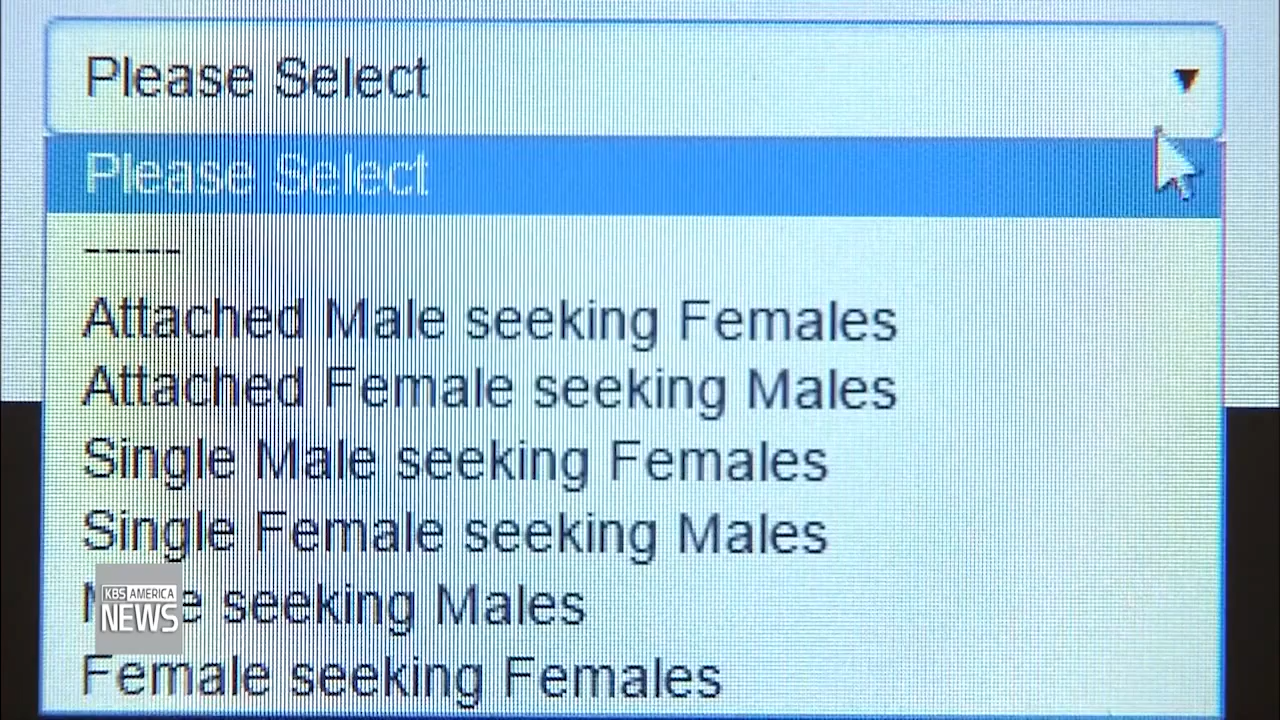 Please Select
Please Select
-----
Attached Male seeking Females
Attached Female seeking Males
Single Male seeking Females
Single Female seeking Males
seeking Males
Female seeking Females
KBS AMERICA
NEWS